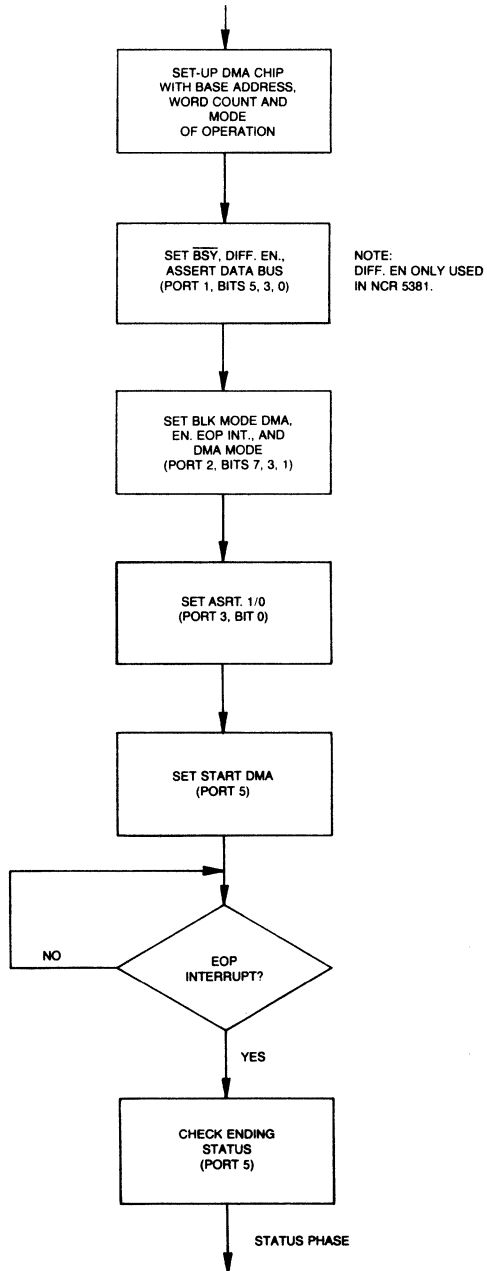 SET-UP DMA CHIP
WITH BASE ADDRESS,
WORD COUNT AND
MODE
OF OPERATION
SET B̅S̅Y̅, DIFF. EN.,
ASSERT DATA BUS
(PORT 1, BITS 5, 3, 0)
NOTE:
DIFF. EN ONLY USED
IN NCR 5381.
SET BLK MODE DMA,
EN. EOP INT., AND
DMA MODE
(PORT 2, BITS 7, 3, 1)
SET ASRT. 1/0
(PORT 3, BIT 0)
SET START DMA
(PORT 5)
NO
EOP
INTERRUPT?
YES
CHECK ENDING
STATUS
(PORT 5)
STATUS PHASE